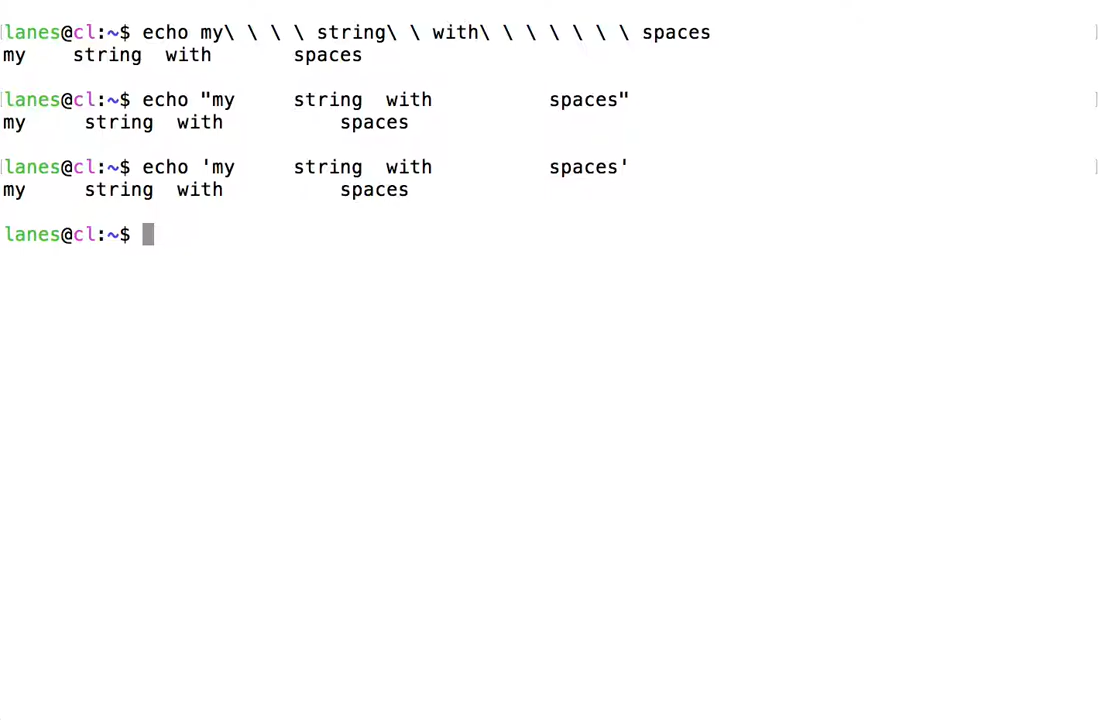 lanes@cl:~$ echo my\ \ \ \ string\ \ with\ \ \ \ \ \ \ spaces
my    string  with       spaces
lanes@cl:~$ echo "my     string  with          spaces"
my     string  with          spaces
lanes@cl:~$ echo 'my     string  with          spaces'
my     string  with          spaces
lanes@cl:~$